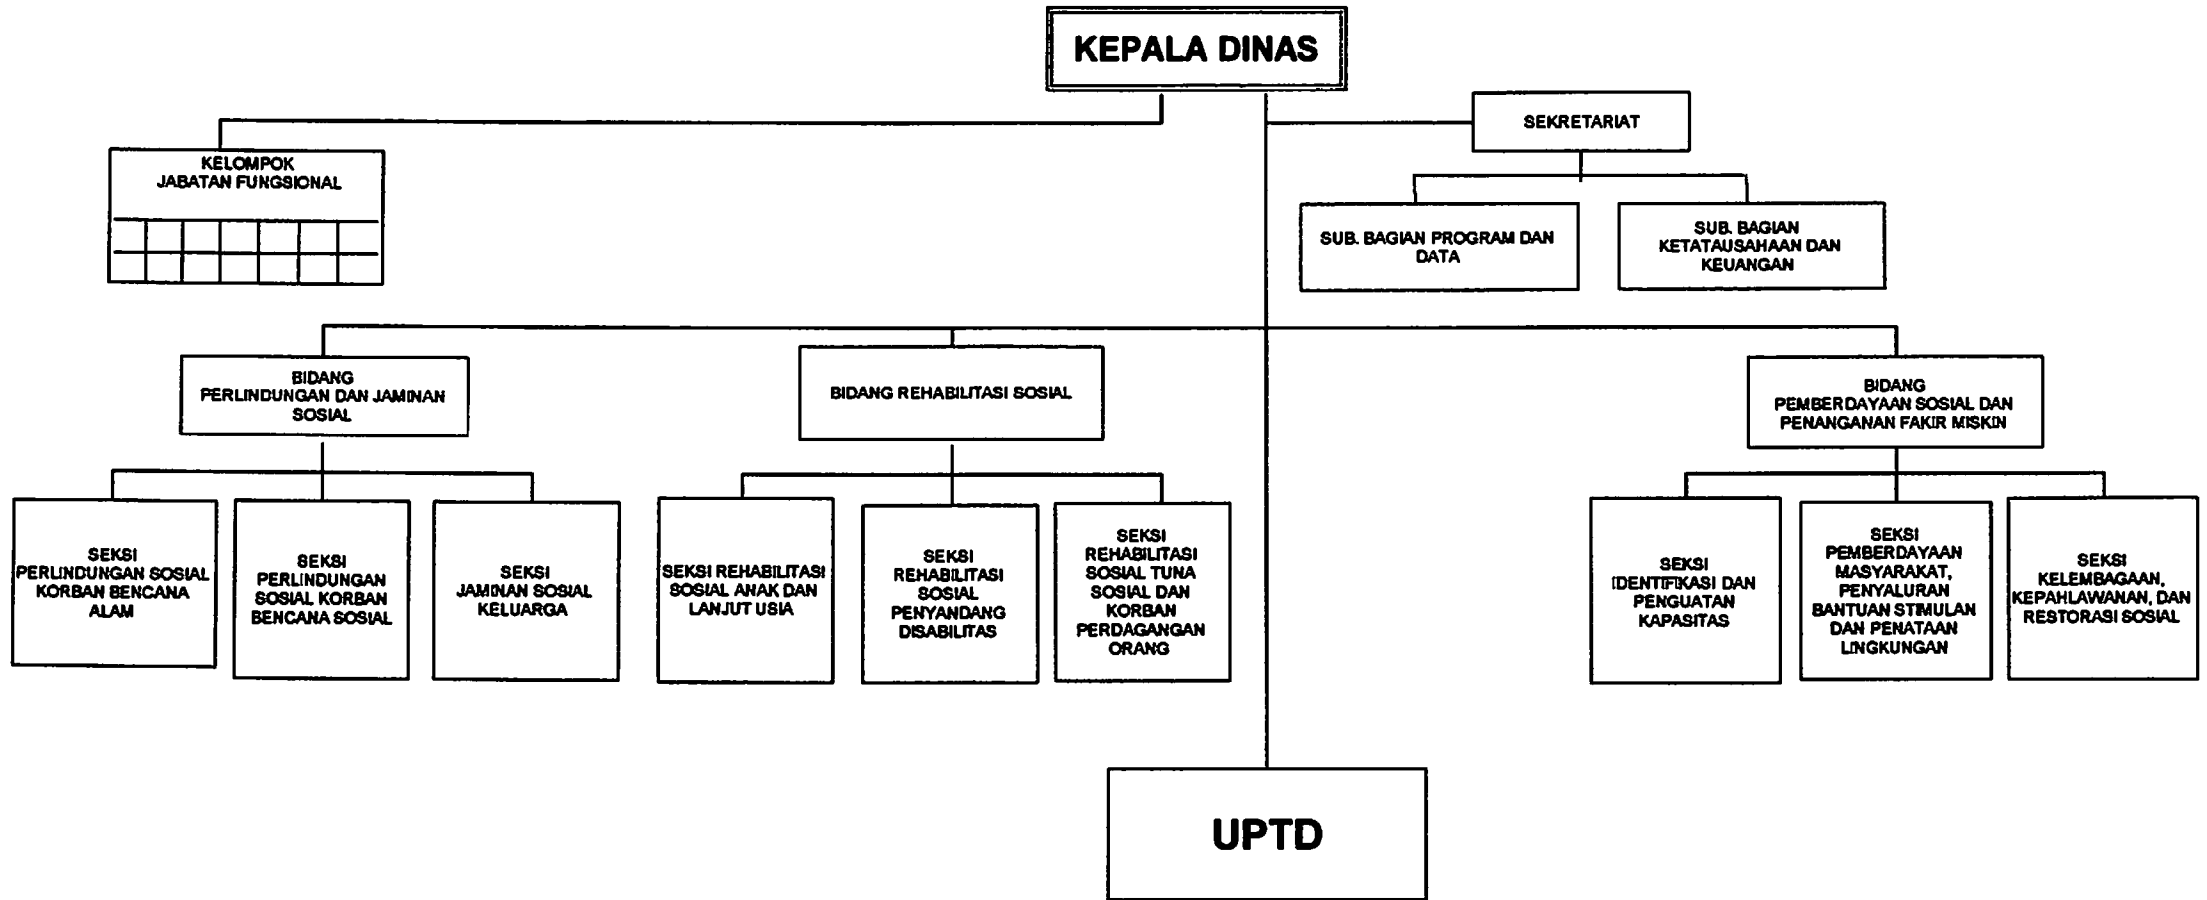 KEPALA DINAS
SEKRETARIAT
KELOMPOK
JABATAN FUNGSIONAL
SUB. BAGIAN PROGRAM DAN
DATA
SUB. BAGIAN
KETATAUSAHAAN DAN
KEUANGAN
BIDANG
PERLINDUNGAN DAN JAMINAN
SOSIAL
BIDANG REHABILITASI SOSIAL
BIDANG
PEMBERDAYAAN SOSIAL DAN
PENANGANAN FAKIR MISKIN
SEKSI
PERLINDUNGAN SOSIAL
KORBAN BENCANA
ALAM
SEKSI
PERLINDUNGAN
SOSIAL KORBAN
BENCANA SOSIAL
SEKSI
JAMINAN SOSIAL
KELUARGA
SEKSI REHABILITASI
SOSIAL ANAK DAN
LANJUT USIA
SEKSI
REHABILITASI
SOSIAL
PENYANDANG
DISABILITAS
SEKSI
REHABILITASI
SOSIAL TUNA
SOSIAL DAN
KORBAN
PERDAGANGAN
ORANG
SEKSI
IDENTIFIKASI DAN
PENGUATAN
KAPASITAS
SEKSI
PEMBERDAYAAN
MASYARAKAT,
PENYALURAN
BANTUAN STIMULAN
DAN PENATAAN
LINGKUNGAN
SEKSI
KELEMBAGAAN,
KEPAHLAWANAN, DAN
RESTORASI SOSIAL
UPTD